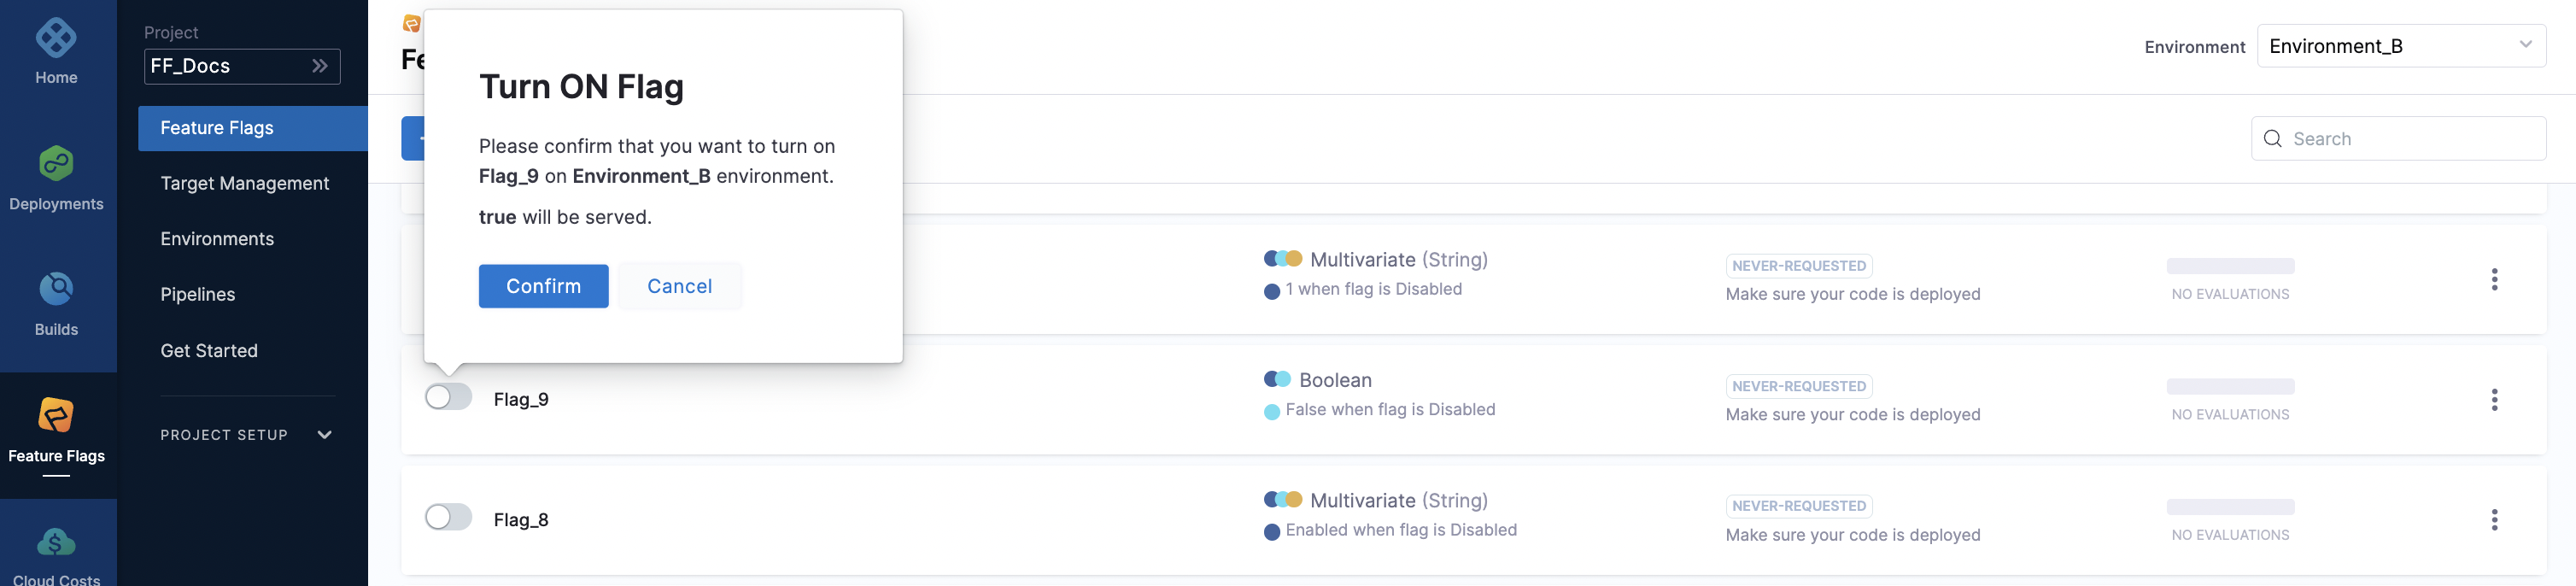 Home
Deployments
Builds
Feature Flags
Cloud Costs
Project
FF_Docs
Feature Flags
Target Management
Environments
Pipelines
Get Started
PROJECT SETUP
Fe
Environment
Environment_B
Search
Turn ON Flag
Please confirm that you want to turn on
Flag_9 on Environment_B environment.
true will be served.
Confirm
Cancel
Multivariate (String)
1 when flag is Disabled
NEVER-REQUESTED
Make sure your code is deployed
NO EVALUATIONS
Flag_9
Boolean
False when flag is Disabled
NEVER-REQUESTED
Make sure your code is deployed
NO EVALUATIONS
Flag_8
Multivariate (String)
Enabled when flag is Disabled
NEVER-REQUESTED
Make sure your code is deployed
NO EVALUATIONS